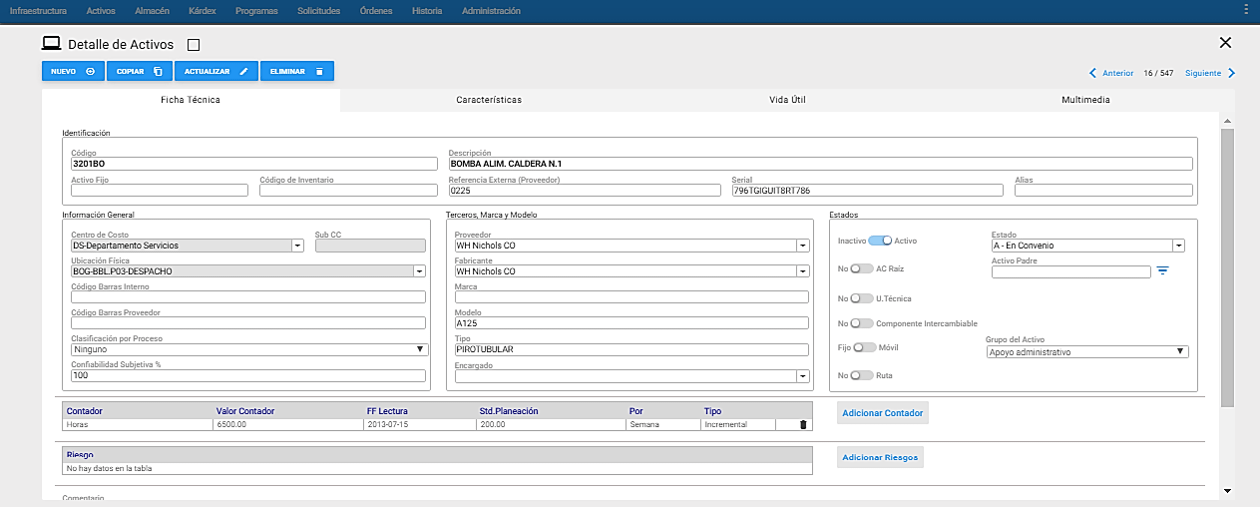 Infraestructura Activos Almacén Kárdex Programas Solicitudes Órdenes Historia Administración
Detalle de Activos
NUEVO COPIAR ACTUALIZAR ELIMINAR
Anterior 16 / 547 Siguiente
Ficha Técnica Características Vida Útil Multimedia
Identificación
Código Descripción
3201BO BOMBA ALIM. CALDERA N.1
Activo Fijo Código de Inventario Referencia Externa (Proveedor) Serial Alias
0225 796TGIGUIT8RT786
Información General
Centro de Costo Sub CC
DS-Departamento Servicios
Ubicación Física
BOG-BBL.P03-DESPACHO
Código Barras Interno
Código Barras Proveedor
Clasificación por Proceso
Ninguno
Confiabilidad Subjetiva %
100
Terceros, Marca y Modelo
Proveedor
WH Nichols CO
Fabricante
WH Nichols CO
Marca
Modelo
A125
Tipo
PIROTUBULAR
Encargado
Estados
Inactivo Activo
Estado
A - En Convenio
No AC Raíz
Activo Padre
No U.Técnica
No Componente Intercambiable
Fijo Móvil
Grupo del Activo
Apoyo administrativo
No Ruta
Contador Valor Contador FF Lectura Std.Planeación Por Tipo
Horas 6500.00 2013-07-15 200.00 Semana Incremental
Adicionar Contador
Riesgo
No hay datos en la tabla
Adicionar Riesgos
Comentario